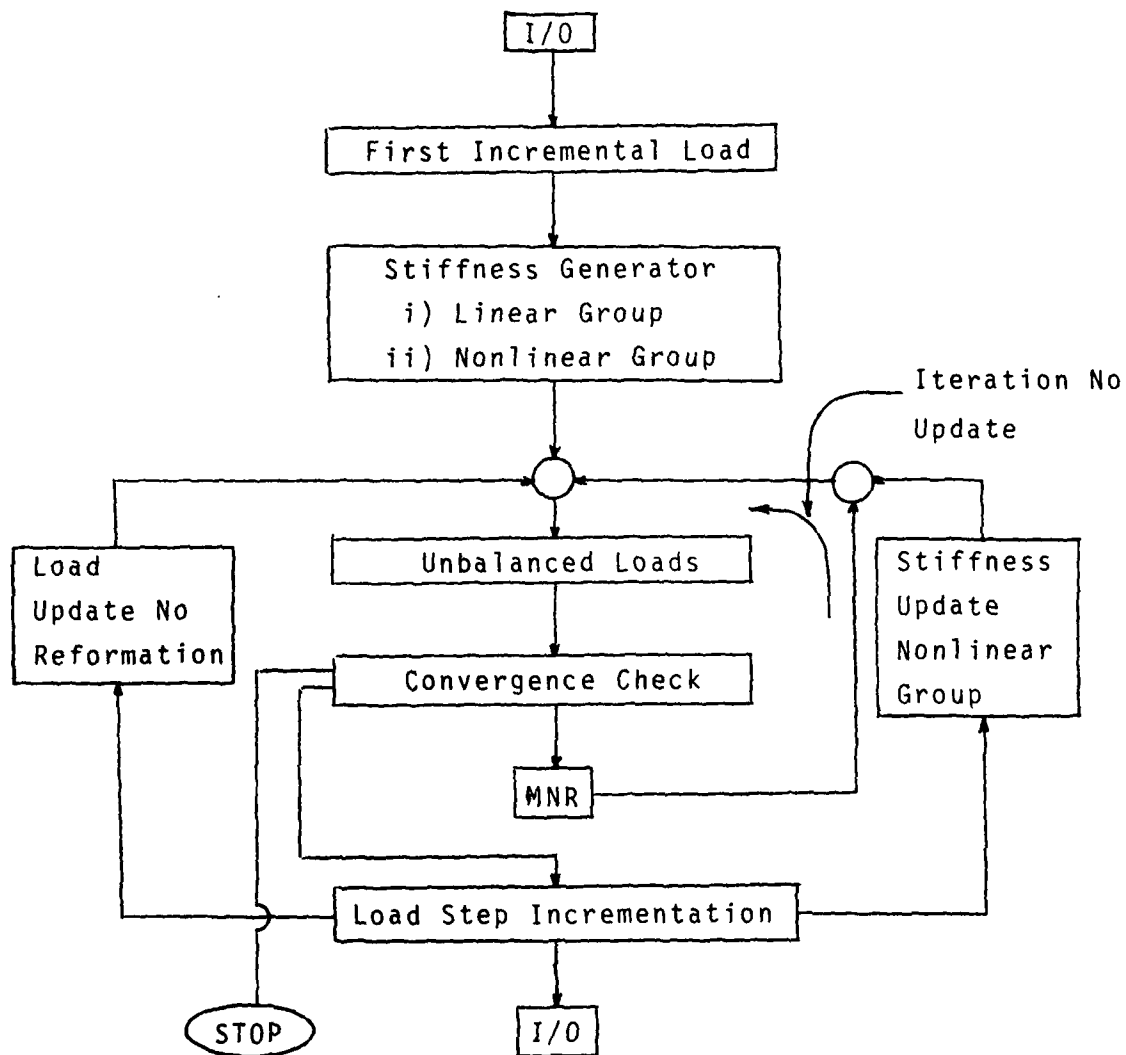 I/O
First Incremental Load
Stiffness Generator
i) Linear Group
ii) Nonlinear Group
Iteration No
Update
Load
Update No
Reformation
Unbalanced Loads
Stiffness
Update
Nonlinear
Group
Convergence Check
MNR
Load Step Incrementation
STOP
I/O